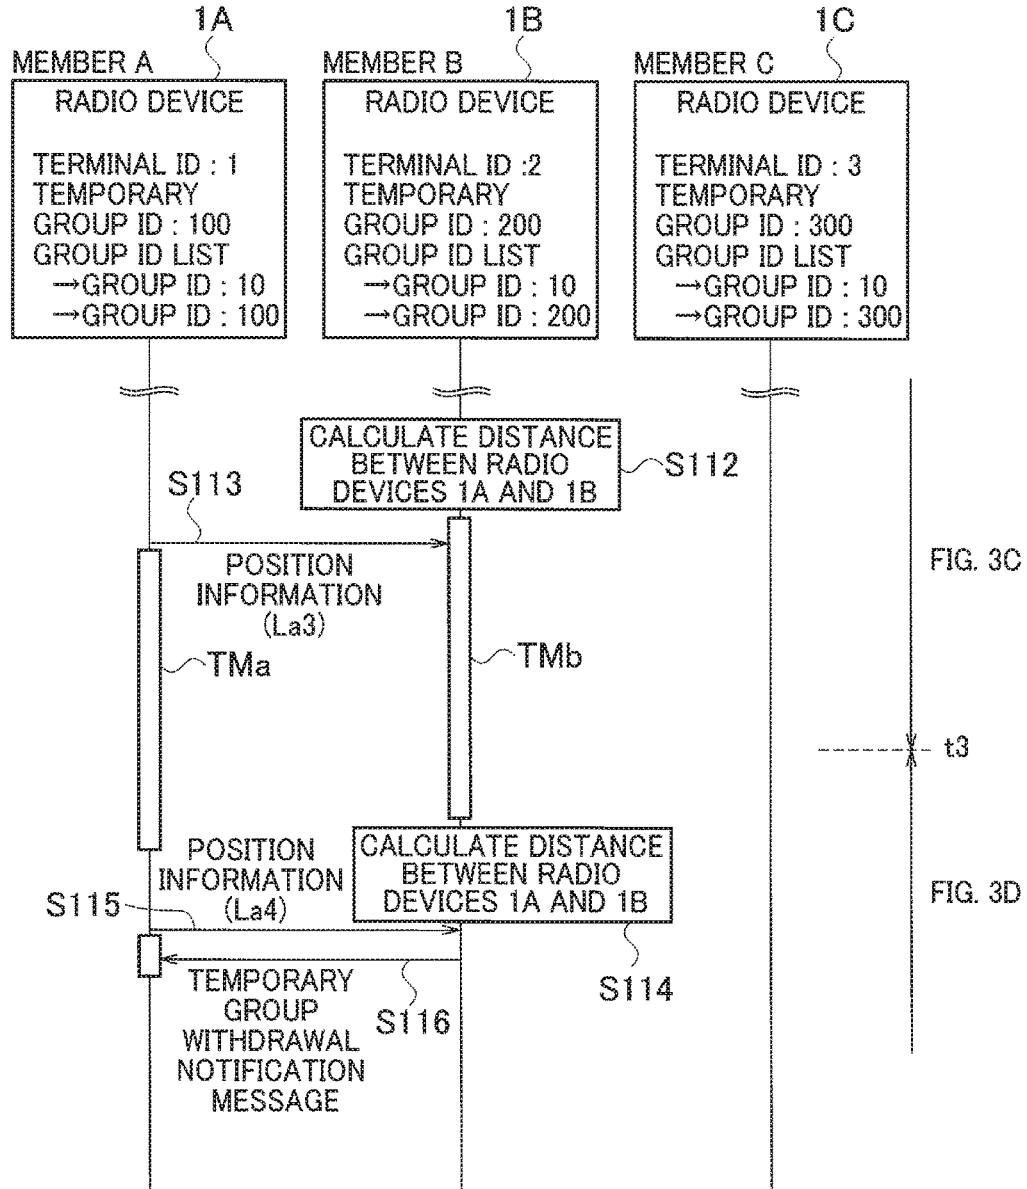 1A
1B
1C
MEMBER A
MEMBER B
MEMBER C
RADIO DEVICE
TERMINAL ID : 1
TEMPORARY
GROUP ID : 100
GROUP ID LIST
→GROUP ID : 10
→GROUP ID : 100
RADIO DEVICE
TERMINAL ID :2
TEMPORARY
GROUP ID : 200
GROUP ID LIST
→GROUP ID : 10
→GROUP ID : 200
RADIO DEVICE
TERMINAL ID : 3
TEMPORARY
GROUP ID : 300
GROUP ID LIST
→GROUP ID : 10
→GROUP ID : 300
CALCULATE DISTANCE
BETWEEN RADIO
DEVICES 1A AND 1B
S112
S113
POSITION
INFORMATION
(La3)
FIG. 3C
TMa
TMb
t3
CALCULATE DISTANCE
BETWEEN RADIO
DEVICES 1A AND 1B
POSITION
INFORMATION
(La4)
FIG. 3D
S115
S114
S116
TEMPORARY
GROUP
WITHDRAWAL
NOTIFICATION
MESSAGE